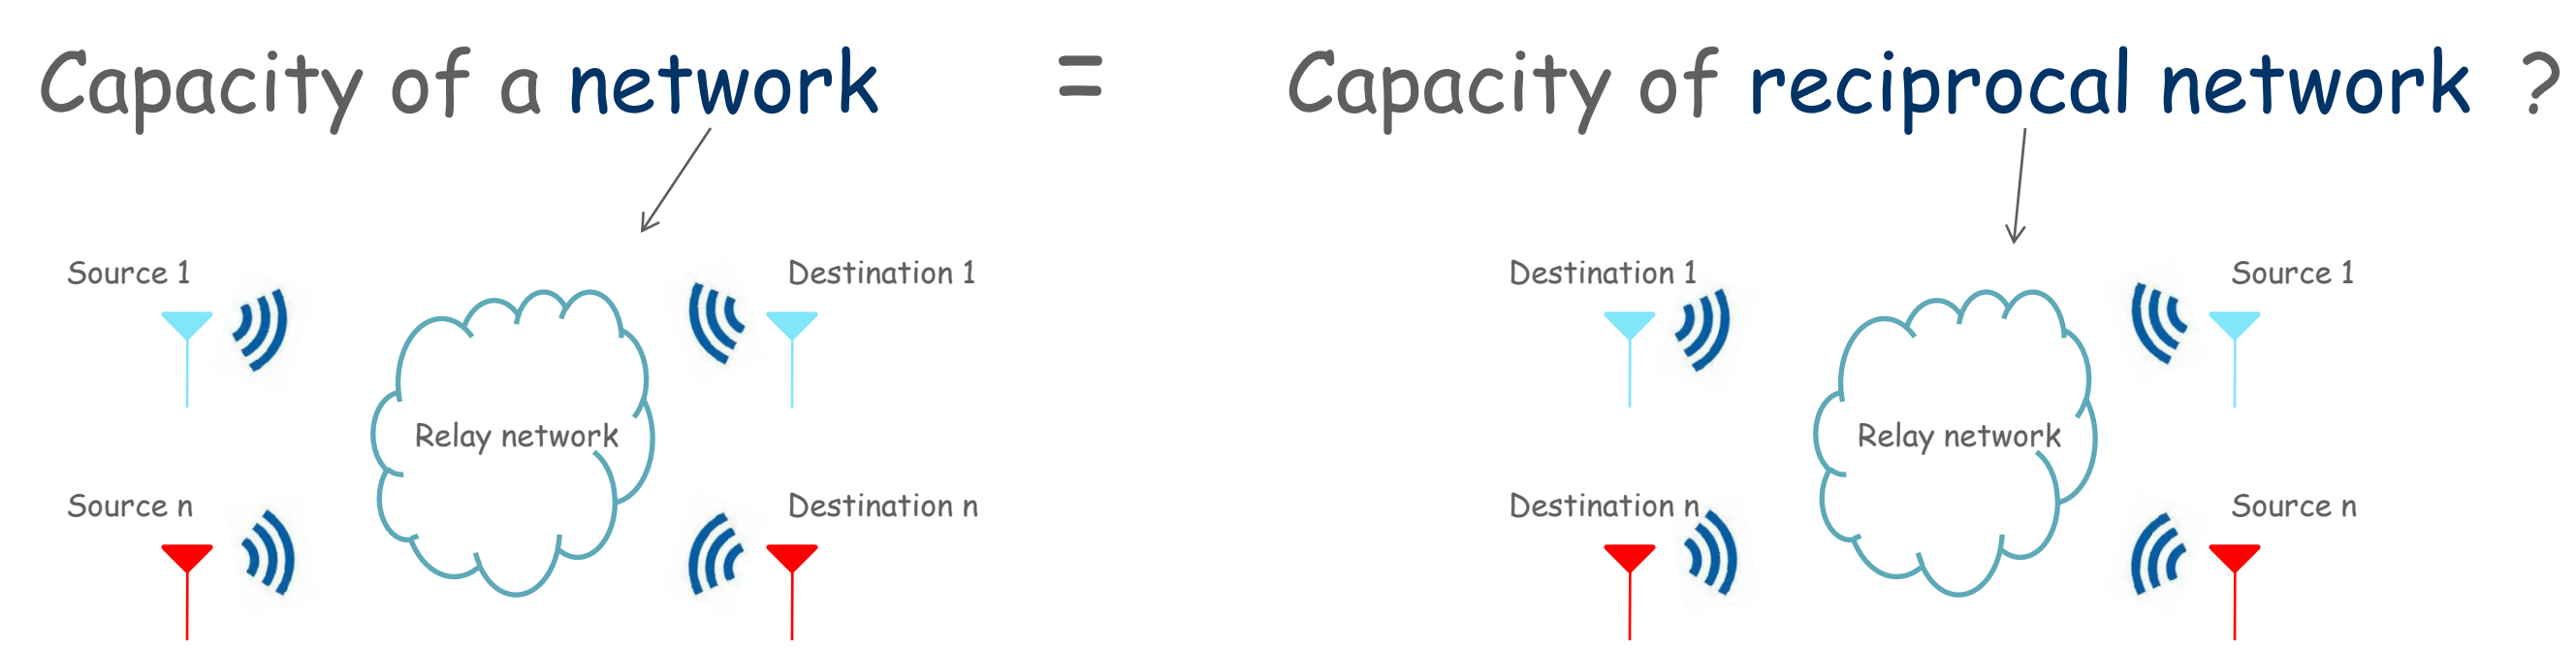 Capacity of a network = Capacity of reciprocal network ?
Source 1
Destination 1
Relay network
Source n
Destination n
Destination 1
Source 1
Relay network
Destination n
Source n